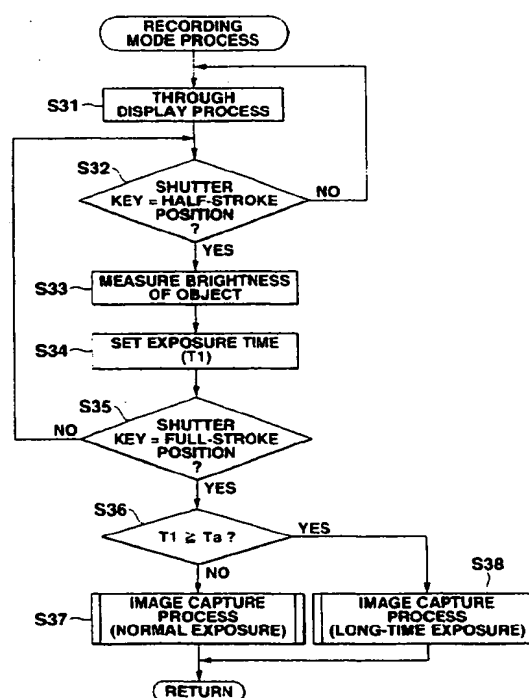 RECORDING
MODE PROCESS
S31
THROUGH
DISPLAY PROCESS
S32
SHUTTER
KEY = HALF-STROKE
POSITION
?
NO
YES
S33
MEASURE BRIGHTNESS
OF OBJECT
S34
SET EXPOSURE TIME
(T1)
S35
SHUTTER
KEY = FULL-STROKE
POSITION
?
NO
YES
S36
T1 ≧ Ta ?
YES
NO
S37
IMAGE CAPTURE
PROCESS
(NORMAL EXPOSURE)
S38
IMAGE CAPTURE
PROCESS
(LONG-TIME EXPOSURE)
RETURN